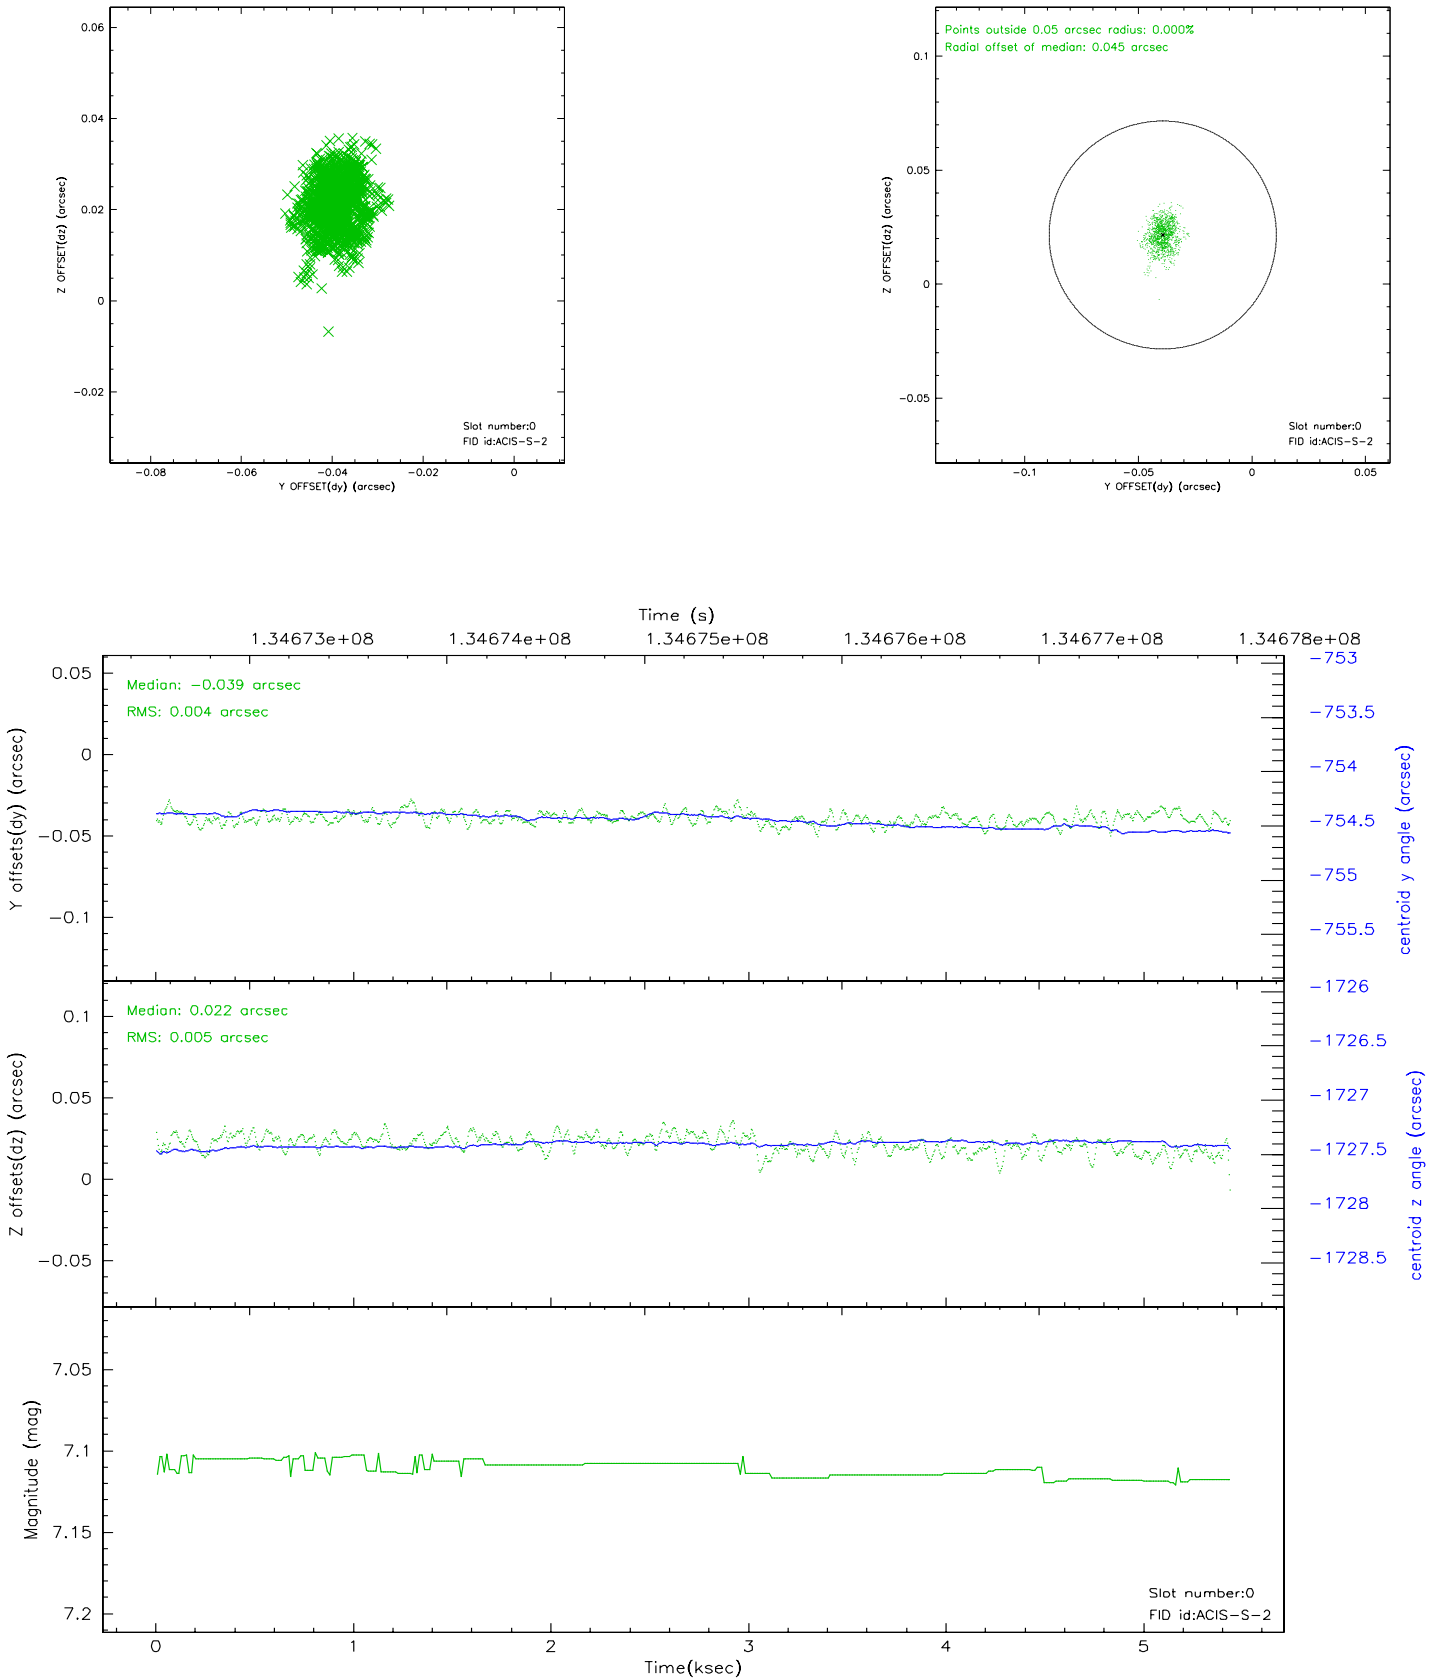 0.06
0.04
0.02
0
−0.02
Z OFFSET(dz) (arcsec)
Slot number:0
FID id:ACIS−S−2
−0.08
−0.06
−0.04
−0.02
0
Y OFFSET(dy) (arcsec)
Points outside 0.05 arcsec radius: 0.000%
Radial offset of median: 0.045 arcsec
0.1
0.05
0
−0.05
Z OFFSET(dz) (arcsec)
Slot number:0
FID id:ACIS−S−2
−0.1
−0.05
0
0.05
Y OFFSET(dy) (arcsec)
Time (s)
1.34673e+08
1.34674e+08
1.34675e+08
1.34676e+08
1.34677e+08
1.34678e+08
Median: −0.039 arcsec
RMS: 0.004 arcsec
0.05
0
−0.05
−0.1
Y offsets(dy) (arcsec)
−753
−753.5
−754
−754.5
−755
−755.5
centroid y angle (arcsec)
Median: 0.022 arcsec
RMS: 0.005 arcsec
0.1
0.05
0
−0.05
Z offsets(dz) (arcsec)
−1726
−1726.5
−1727
−1727.5
−1728
−1728.5
centroid z angle (arcsec)
7.05
7.1
7.15
7.2
Magnitude (mag)
Slot number:0
FID id:ACIS−S−2
0
1
2
3
4
5
Time(ksec)